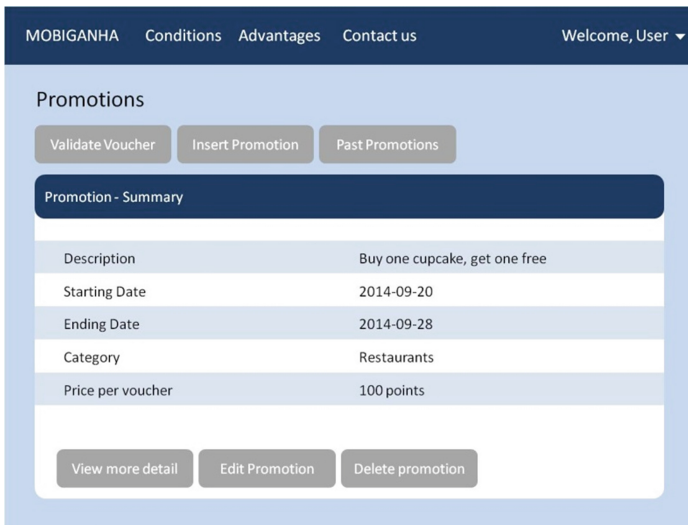 MOBIGANHA Conditions Advantages Contact us Welcome, User
Promotions
Validate Voucher Insert Promotion Past Promotions
Promotion - Summary
Description Buy one cupcake, get one free
Starting Date 2014-09-20
Ending Date 2014-09-28
Category Restaurants
Price per voucher 100 points
View more detail Edit Promotion Delete promotion